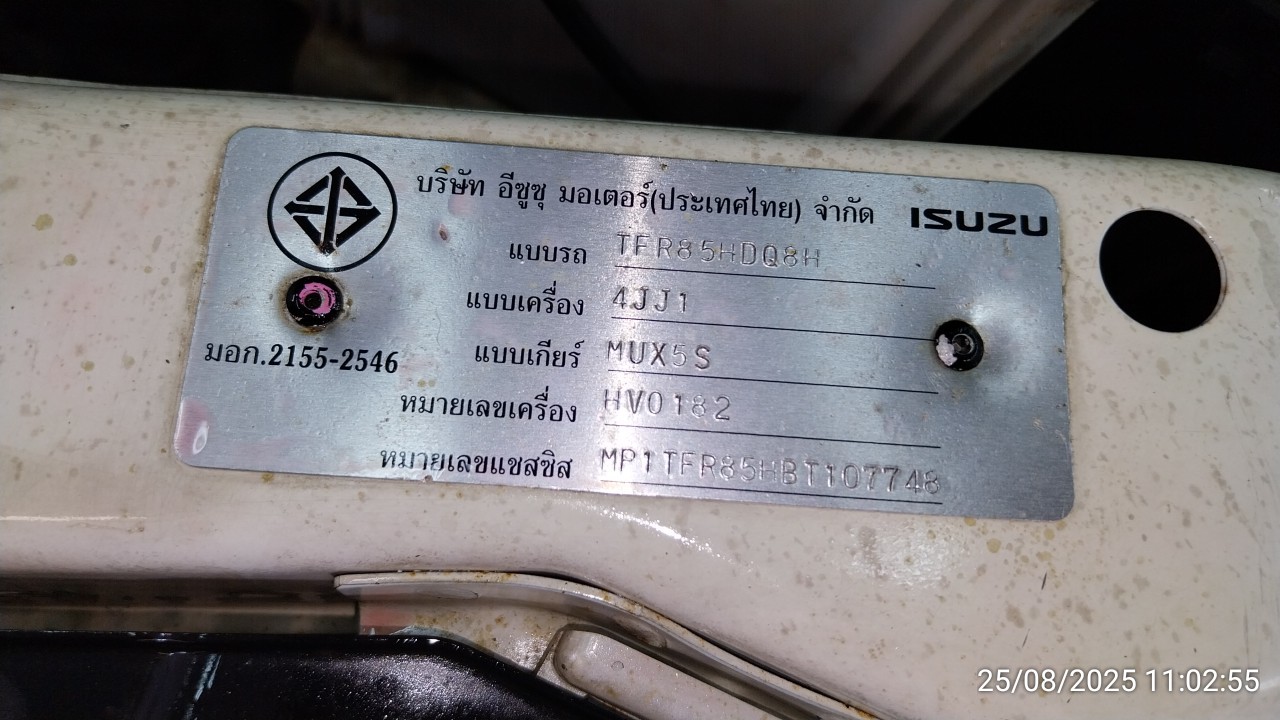 บริษัท อีซูซุ มอเตอร์(ประเทศไทย) จำกัด ISUZU
แบบรถ TFR85HDQ8H
แบบเครื่อง 4JJ1
แบบเกียร์ MUX5S
มอก.2155-2546
หมายเลขเครื่อง HV0182
หมายเลขแชสซิส MP1TFR85HBT107748
25/08/2025 11:02:55